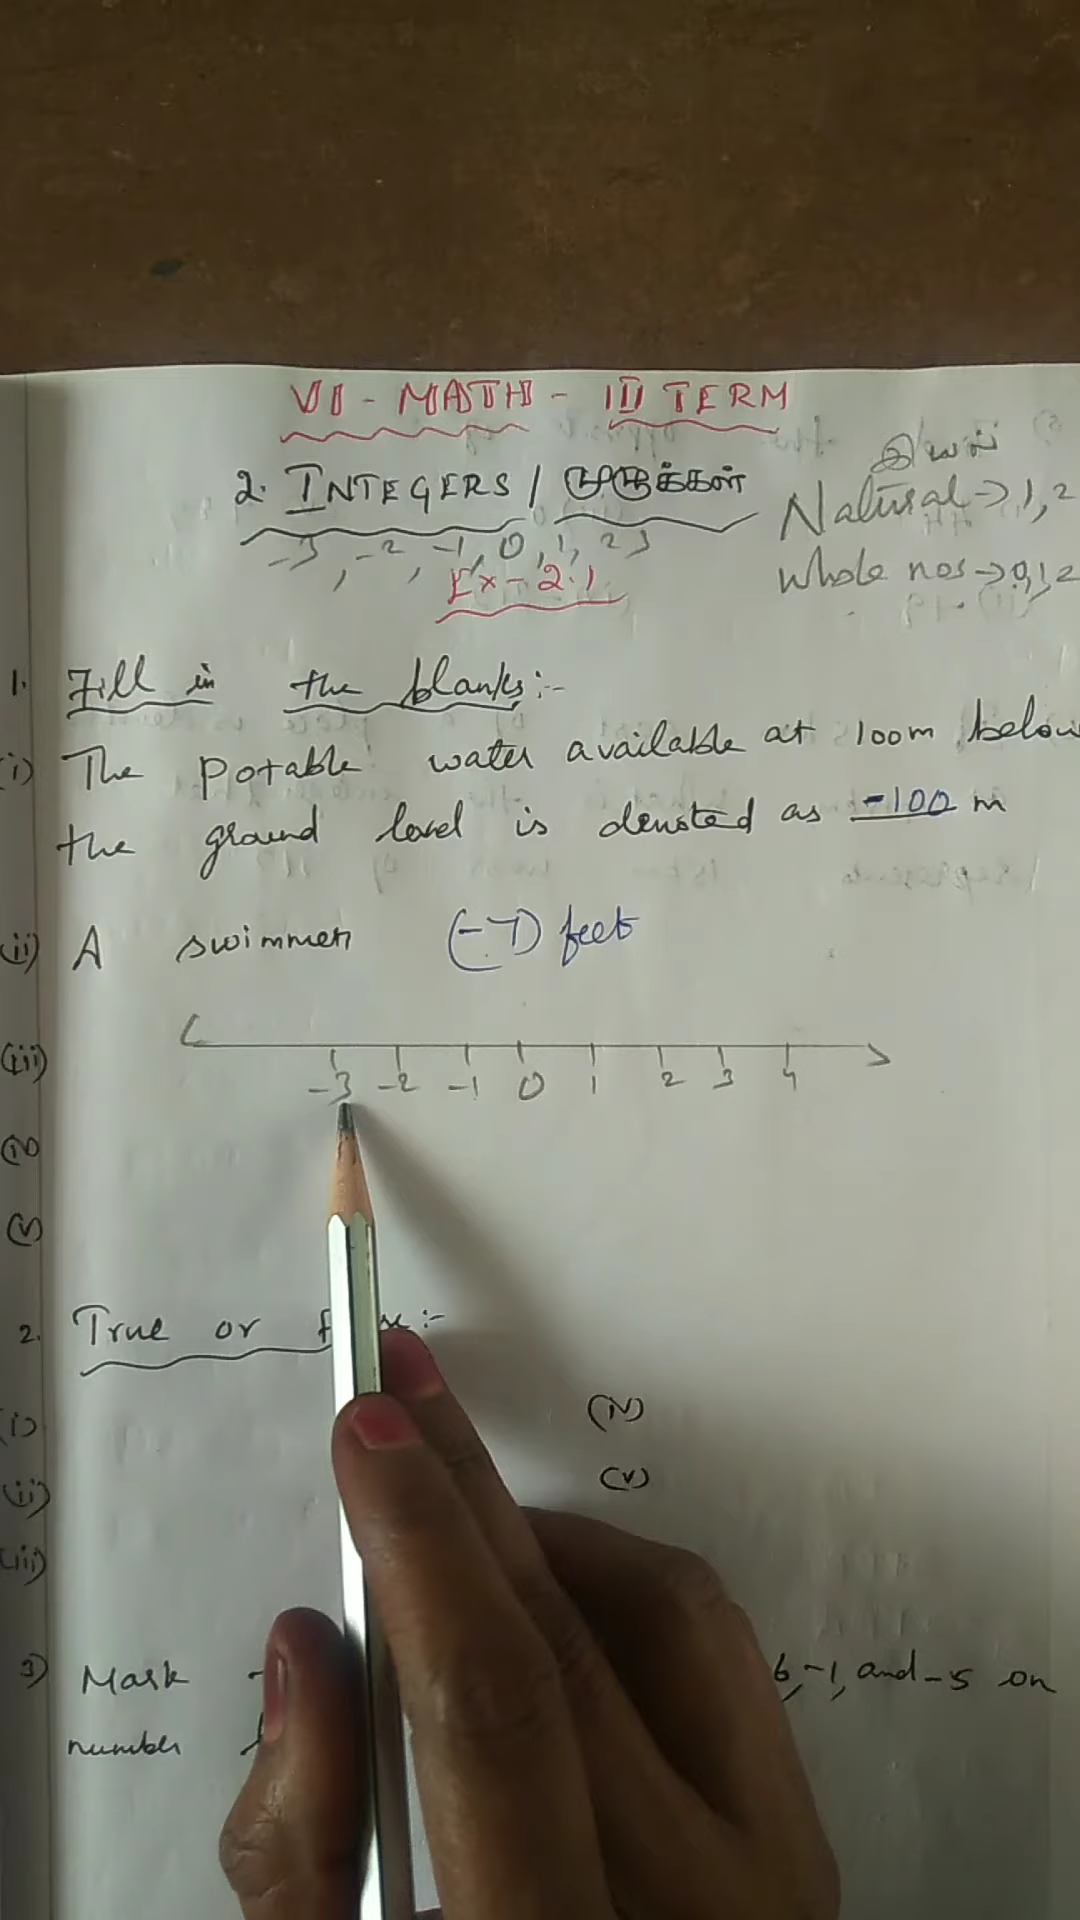 VI - MATH - III TERM
2. INTEGERS / முழுக்கள்
இயல்
Natural → 1, 2
-3, -2, -1, 0, 1, 2, 3
Whole nos → 0, 1, 2
Ex - 2.1
1. Fill in the blanks:-
(i) The potable water available at 100m below
the ground level is denoted as -100 m
(ii) A swimmer (-7) feet
(iii)
-3 -2 -1 0 1 2 3 4
(iv)
(v)
2. True or :-
(i) (iv)
(ii) (v)
(iii)
3) Mark 6, -1, and -5 on
number